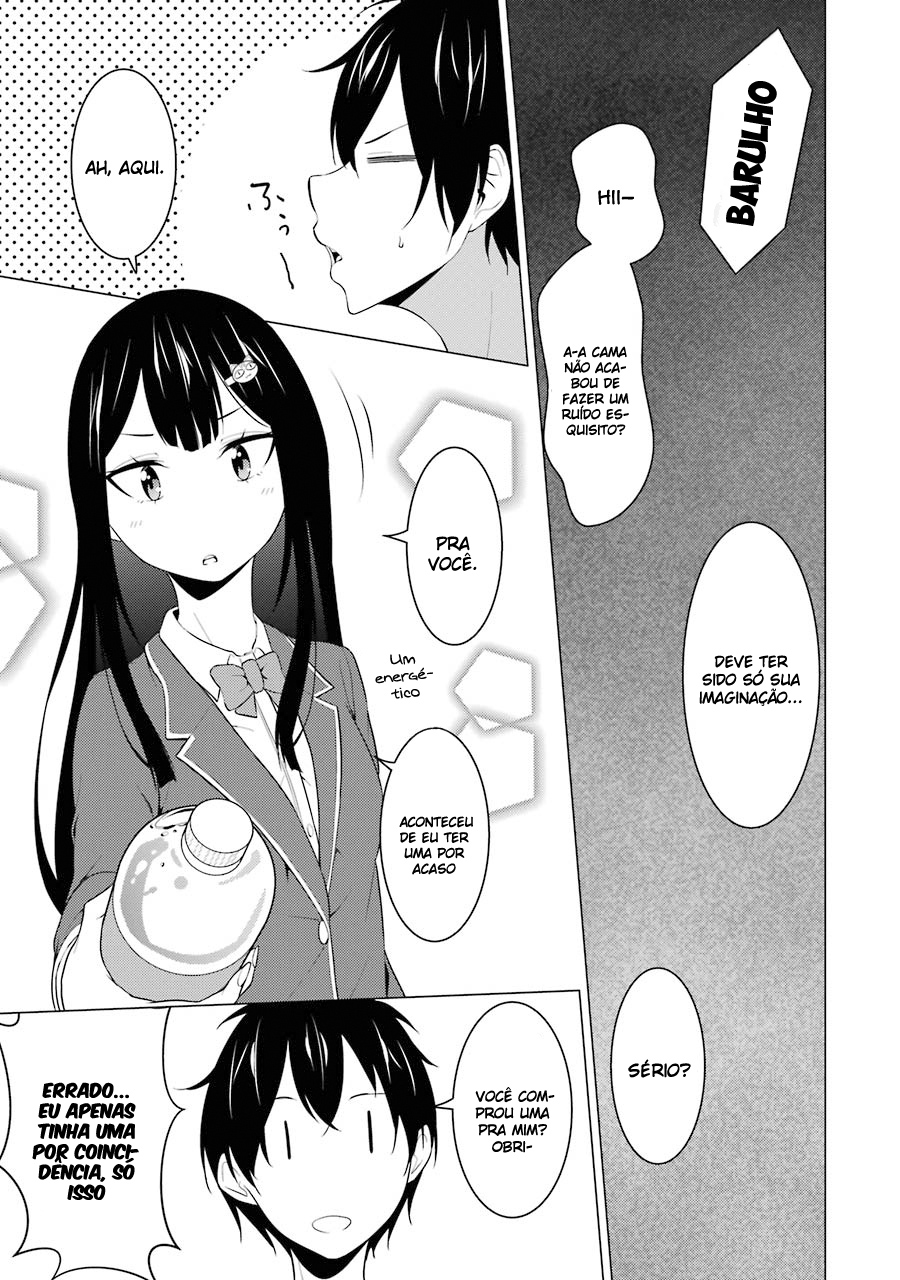 BARULHO
HII-
A-A CAMA
NÃO ACA-
BOU DE
FAZER UM
RUÍDO ES-
QUISITO?
DEVE TER
SIDO SÓ SUA
IMAGINAÇÃO...
SÉRIO?
ふぅー
AH, AQUI.
PRA
VOCÊ.
Um
energé-
tico
ACONTECEU
DE EU TER
UMA POR
ACASO
VOCÊ COM-
PROU UMA
PRA MIM?
OBRI-
ERRADO...
EU APENAS
TINHA UMA
POR COINCI-
DÊNCIA, SÓ
ISSO